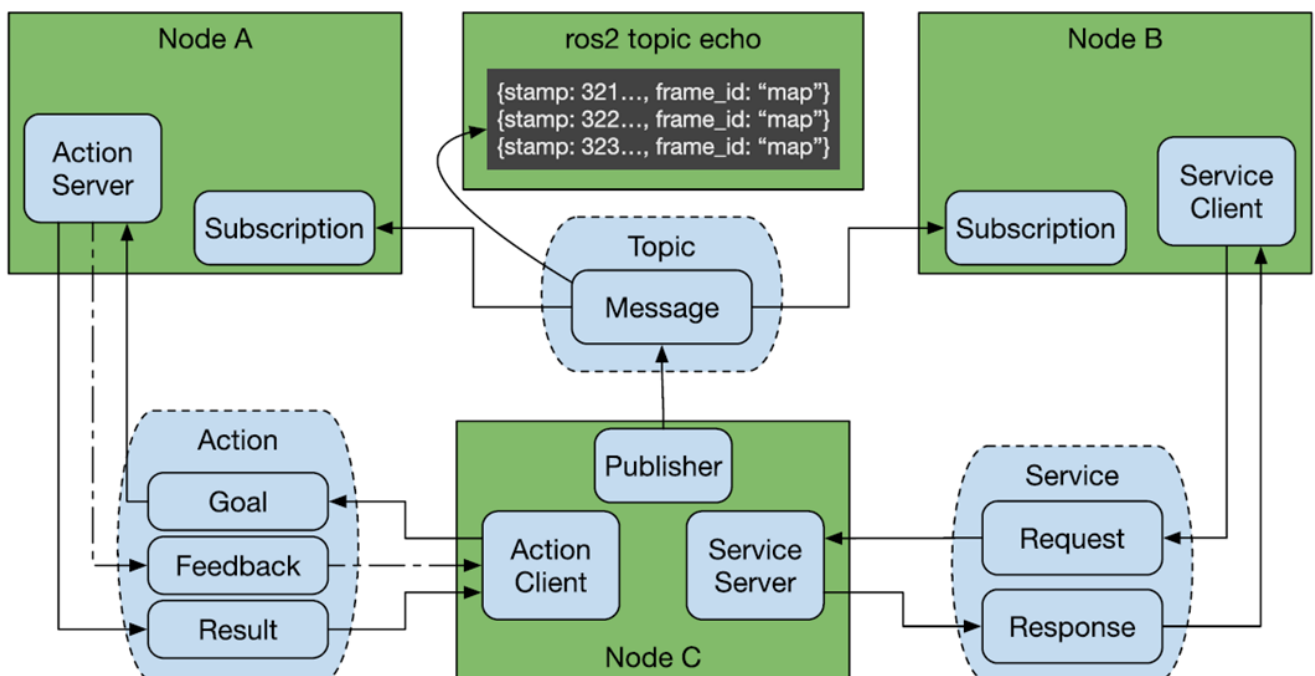 Node A
ros2 topic echo
Node B
{stamp: 321..., frame_id: “map”}
{stamp: 322..., frame_id: “map”}
{stamp: 323..., frame_id: “map”}
Action
Server
Subscription
Subscription
Service
Client
Topic
Message
Action
Goal
Feedback
Result
Publisher
Action
Client
Service
Server
Node C
Service
Request
Response